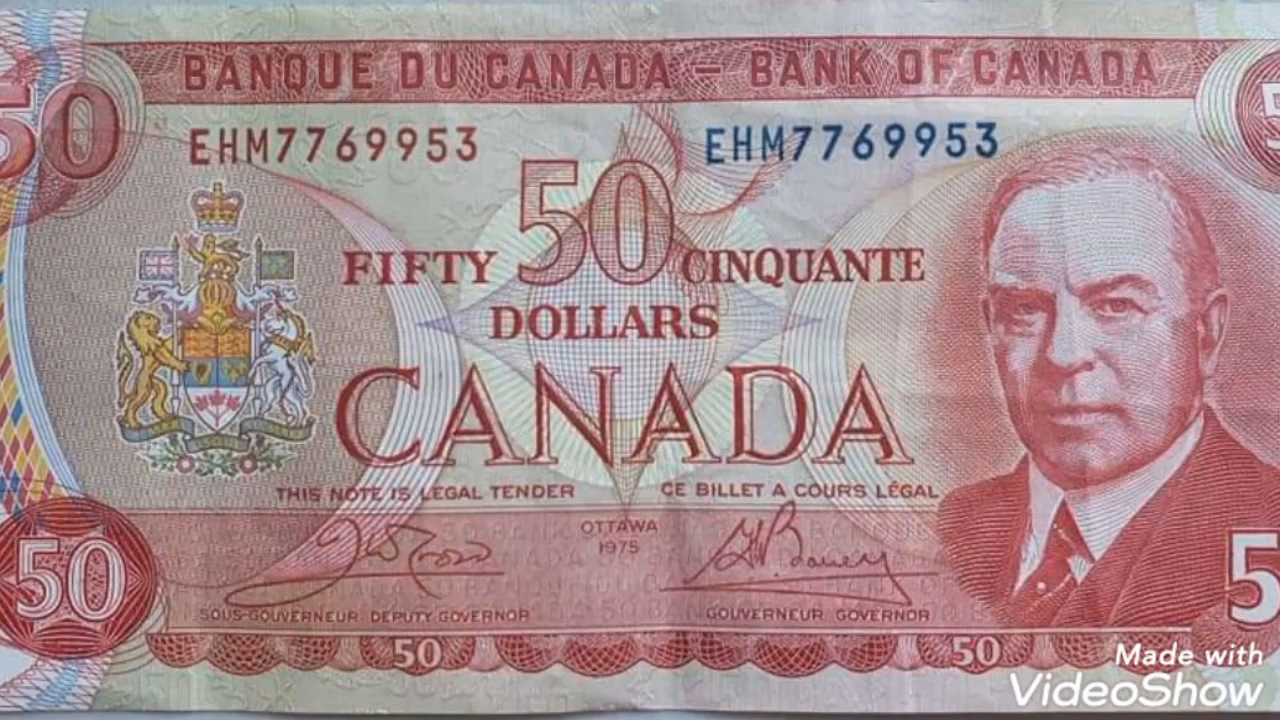 BANQUE DU CANADA – BANK OF CANADA
50
EHM7769953 EHM7769953
50
FIFTY CINQUANTE
DOLLARS
CANADA
THIS NOTE IS LEGAL TENDER CE BILLET A COURS LÉGAL
OTTAWA
1975
50
SOUS-GOUVERNEUR DEPUTY GOVERNOR GOUVERNEUR GOVERNOR
50 50
Made with
VideoShow